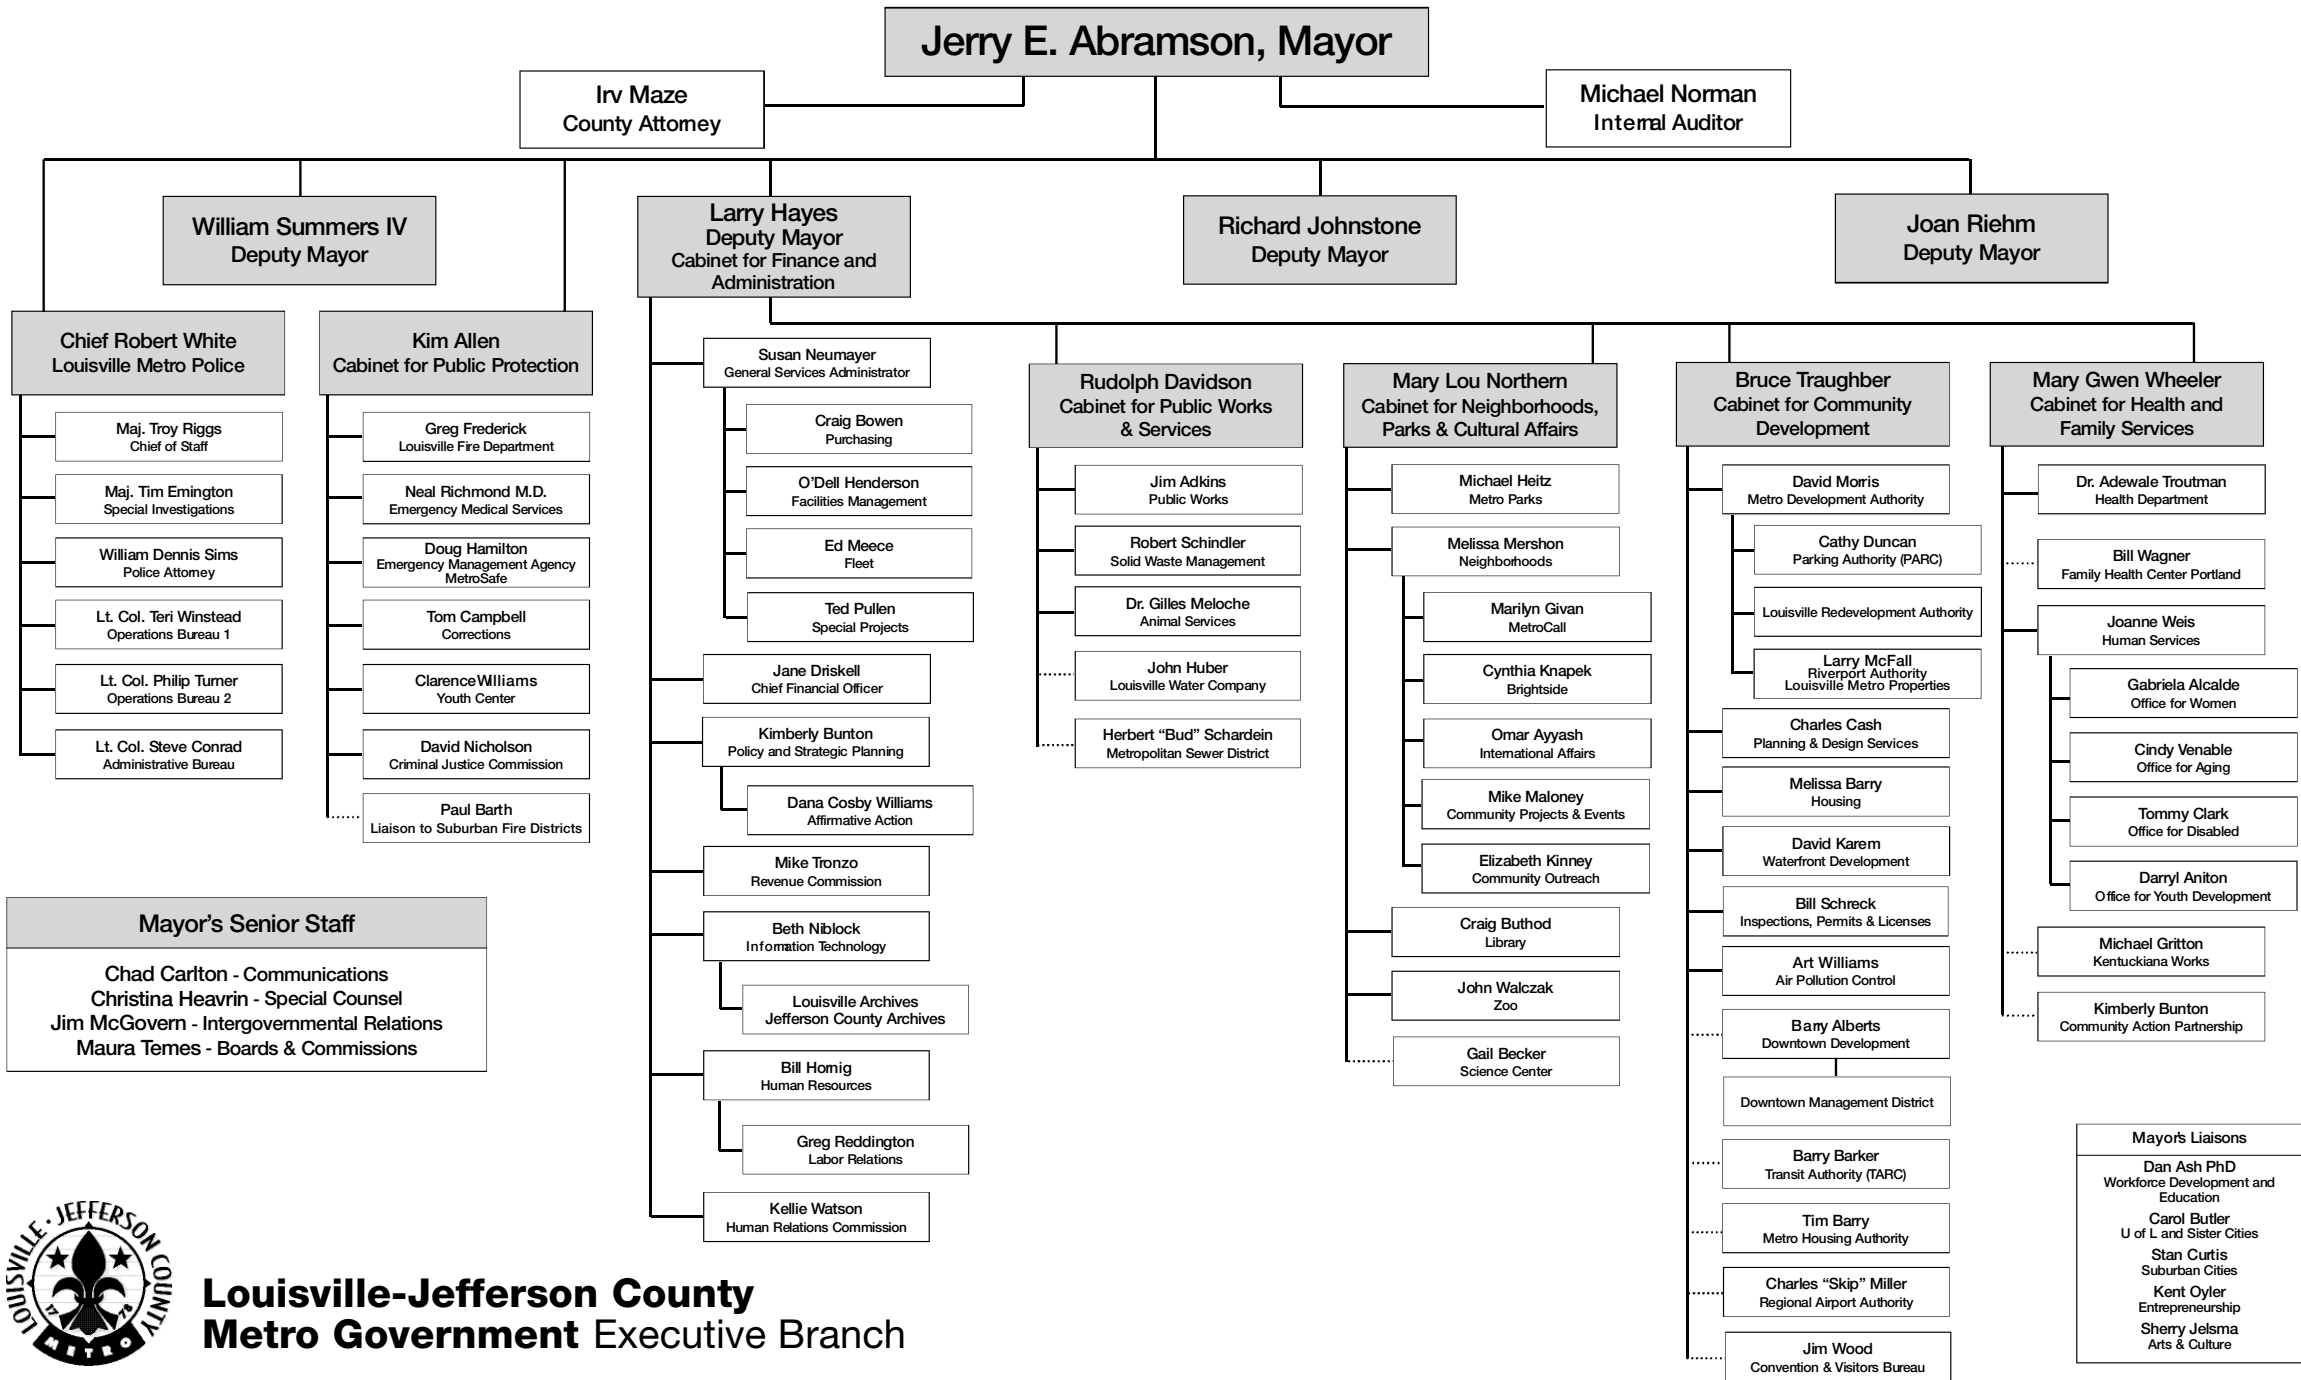 Jerry E. Abramson, Mayor
Irv Maze
County Attorney
Michael Norman
Internal Auditor
William Summers IV
Deputy Mayor
Larry Hayes
Deputy Mayor
Cabinet for Finance and
Administration
Richard Johnstone
Deputy Mayor
Joan Riehm
Deputy Mayor
Chief Robert White
Louisville Metro Police
Maj. Troy Riggs
Chief of Staff
Maj. Tim Emington
Special Investigations
William Dennis Sims
Police Attorney
Lt. Col. Teri Winstead
Operations Bureau 1
Lt. Col. Philip Turner
Operations Bureau 2
Lt. Col. Steve Conrad
Administrative Bureau
Kim Allen
Cabinet for Public Protection
Greg Frederick
Louisville Fire Department
Neal Richmond M.D.
Emergency Medical Services
Doug Hamilton
Emergency Management Agency
MetroSafe
Tom Campbell
Corrections
Clarence Williams
Youth Center
David Nicholson
Criminal Justice Commission
Paul Barth
Liaison to Suburban Fire Districts
Susan Neumayer
General Services Administrator
Craig Bowen
Purchasing
O'Dell Henderson
Facilities Management
Ed Meece
Fleet
Ted Pullen
Special Projects
Jane Driskell
Chief Financial Officer
Kimberly Bunton
Policy and Strategic Planning
Dana Cosby Williams
Affirmative Action
Mike Tronzo
Revenue Commission
Beth Niblock
Information Technology
Louisville Archives
Jefferson County Archives
Bill Hornig
Human Resources
Greg Reddington
Labor Relations
Kellie Watson
Human Relations Commission
Rudolph Davidson
Cabinet for Public Works
& Services
Jim Adkins
Public Works
Robert Schindler
Solid Waste Management
Dr. Gilles Meloche
Animal Services
John Huber
Louisville Water Company
Herbert “Bud” Schardein
Metropolitan Sewer District
Mary Lou Northern
Cabinet for Neighborhoods,
Parks & Cultural Affairs
Michael Heitz
Metro Parks
Melissa Mershon
Neighborhoods
Marilyn Givan
MetroCall
Cynthia Knapek
Brightside
Omar Ayyash
International Affairs
Mike Maloney
Community Projects & Events
Elizabeth Kinney
Community Outreach
Craig Buthod
Library
John Walczak
Zoo
Gail Becker
Science Center
Bruce Traughber
Cabinet for Community
Development
David Morris
Metro Development Authority
Cathy Duncan
Parking Authority (PARC)
Louisville Redevelopment Authority
Larry McFall
Riverport Authority
Louisville Metro Properties
Charles Cash
Planning & Design Services
Melissa Barry
Housing
David Karem
Waterfront Development
Bill Schreck
Inspections, Permits & Licenses
Art Williams
Air Pollution Control
Barry Alberts
Downtown Development
Downtown Management District
Barry Barker
Transit Authority (TARC)
Tim Barry
Metro Housing Authority
Charles “Skip” Miller
Regional Airport Authority
Jim Wood
Convention & Visitors Bureau
Mary Gwen Wheeler
Cabinet for Health and
Family Services
Dr. Adewale Troutman
Health Department
Bill Wagner
Family Health Center Portland
Joanne Weis
Human Services
Gabriela Alcalde
Office for Women
Cindy Venable
Office for Aging
Tommy Clark
Office for Disabled
Darryl Aniton
Office for Youth Development
Michael Gritton
Kentuckiana Works
Kimberly Bunton
Community Action Partnership
Mayor's Senior Staff
Chad Carlton - Communications
Christina Heavrin - Special Counsel
Jim McGovern - Intergovernmental Relations
Maura Temes - Boards & Commissions
Mayor's Liaisons
Dan Ash PhD
Workforce Development and
Education
Carol Butler
U of L and Sister Cities
Stan Curtis
Suburban Cities
Kent Oyler
Entrepreneurship
Sherry Jelsma
Arts & Culture
LOUISVILLE · JEFFERSON COUNTY
17 78
METRO
Louisville-Jefferson County
Metro Government Executive Branch